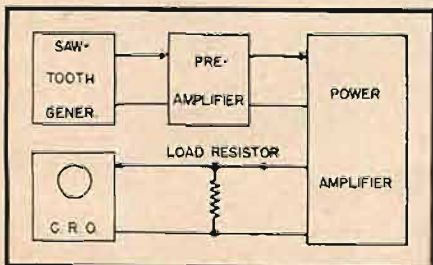 SAW-
TOOTH
GENER
PRE-
AMPLIFIER
POWER
AMPLIFIER
LOAD RESISTOR
C. R. O.